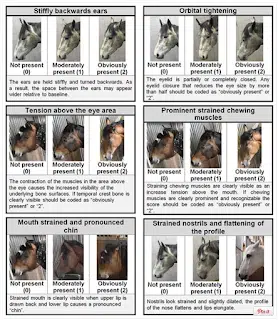 Stiffly backwards ears
Not present
(0)
Moderately
present (1)
Obviously
present (2)
The ears are held stiffly and turned backwards. As
a result, the space between the ears may appear
wider relative to baseline.
Orbital tightening
Not present
(0)
Moderately
present (1)
Obviously
present (2)
The eyelid is partially or completely closed. Any
eyelid closure that reduces the eye size by more
than half should be coded as “obviously present”
or “2”.
Tension above the eye area
Not present
(0)
Moderately
present (1)
Obviously
present (2)
The contraction of the muscles in the area above
the eye causes the increased visibility of the
underlying bone surfaces. If temporal crest bone is
clearly visible should be coded as “obviously
present” or “2”.
Prominent strained chewing
muscles
Not present
(0)
Moderately
present (1)
Obviously
present (2)
Straining chewing muscles are clearly visible as an
increase tension above the mouth. If chewing
muscles are clearly prominent and recognizable the
score should be coded as “obviously present” or
“2”.
Mouth strained and pronounced
chin
Not present
(0)
Moderately
present (1)
Obviously
present (2)
Strained mouth is clearly visible when upper lip is
drawn back and lower lip causes a pronounced
“chin”.
Strained nostrils and flattening of
the profile
Not present
(0)
Moderately
present (1)
Obviously
present (2)
Nostrils look strained and slightly dilated, the profile
of the nose flattens and lips elongate.